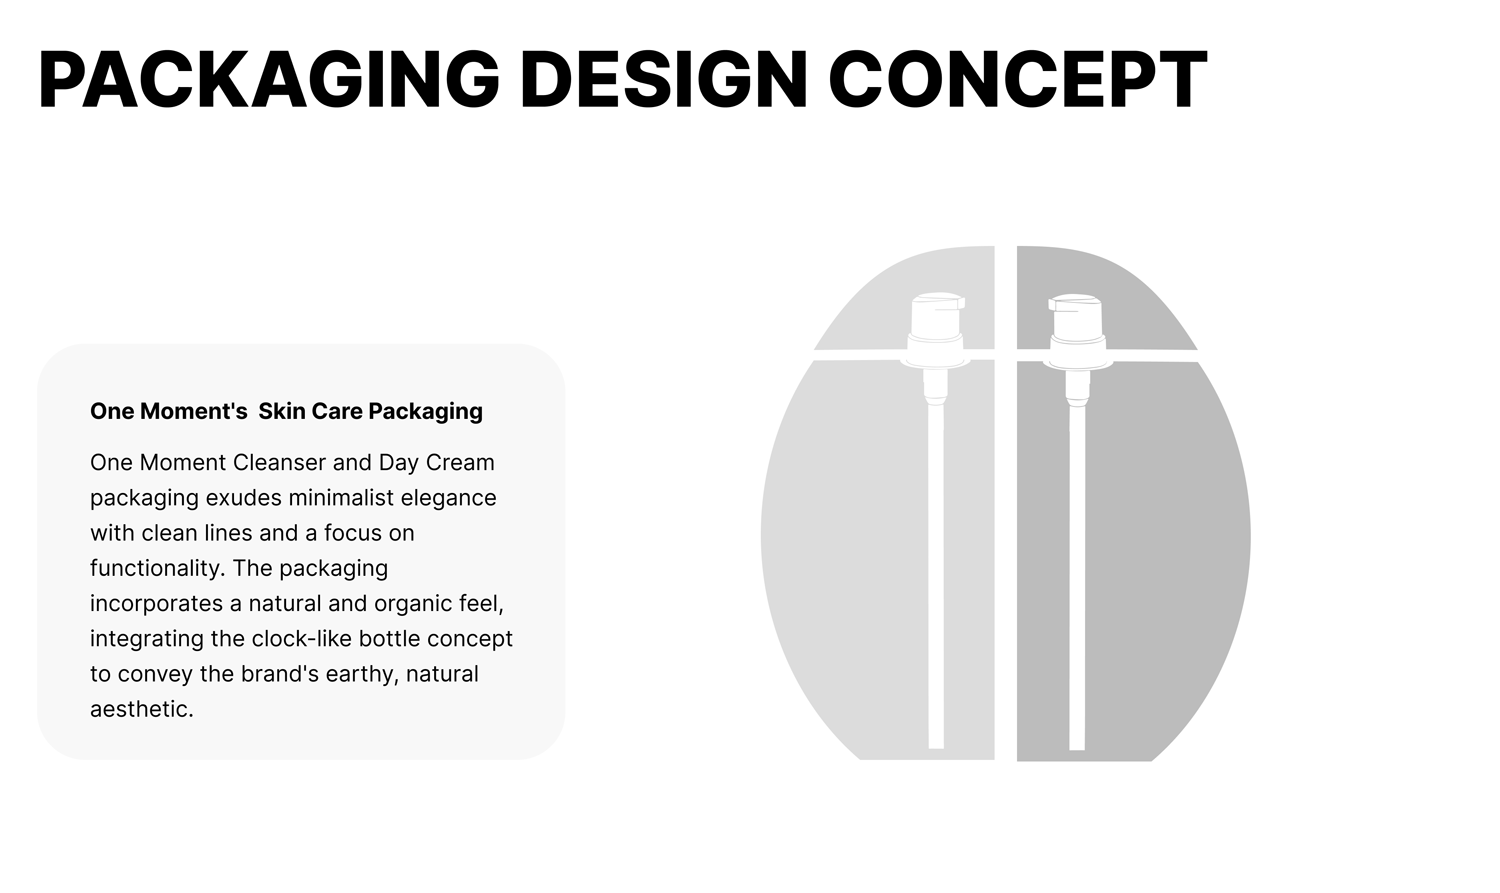 PACKAGING DESIGN CONCEPT
One Moment's  Skin Care Packaging
One Moment Cleanser and Day Cream
packaging exudes minimalist elegance
with clean lines and a focus on
functionality. The packaging
incorporates a natural and organic feel,
integrating the clock-like bottle concept
to convey the brand's earthy, natural
aesthetic.